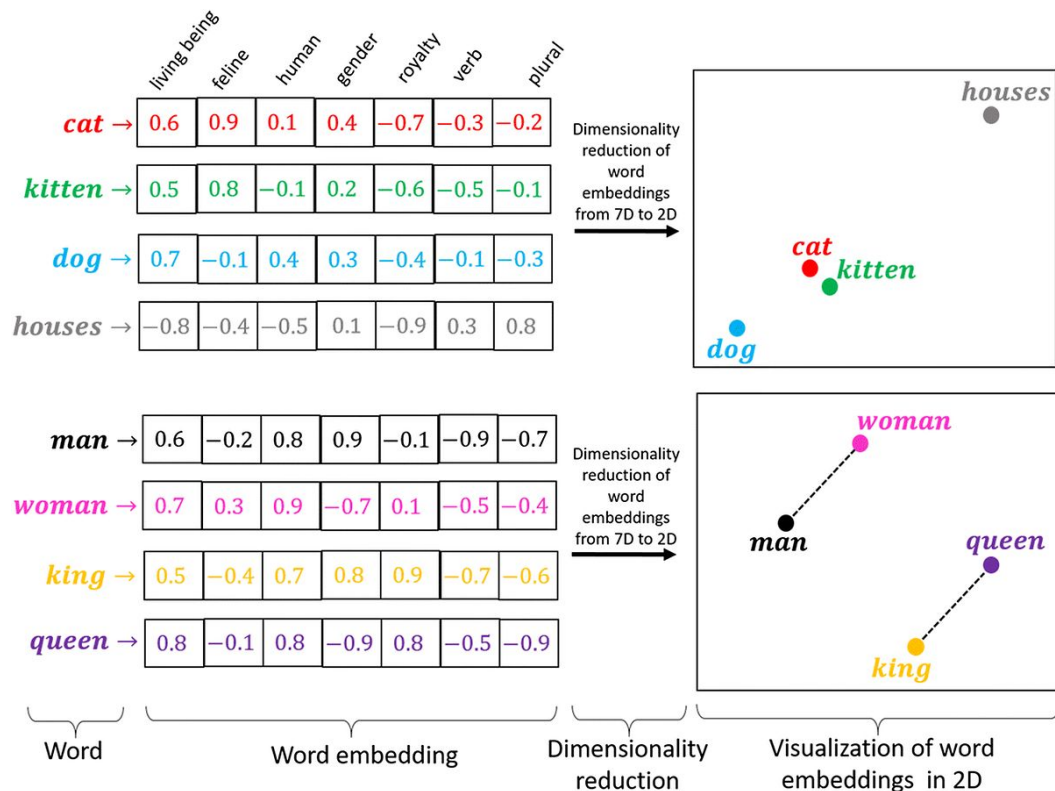 living being feline human gender royalty verb plural
cat → 0.6 0.9 0.1 0.4 −0.7 −0.3 −0.2
kitten → 0.5 0.8 −0.1 0.2 −0.6 −0.5 −0.1
dog → 0.7 −0.1 0.4 0.3 −0.4 −0.1 −0.3
houses → −0.8 −0.4 −0.5 0.1 −0.9 0.3 0.8
Dimensionality
reduction of
word
embeddings
from 7D to 2D
houses
cat
kitten
dog
man → 0.6 −0.2 0.8 0.9 −0.1 −0.9 −0.7
woman → 0.7 0.3 0.9 −0.7 0.1 −0.5 −0.4
king → 0.5 −0.4 0.7 0.8 0.9 −0.7 −0.6
queen → 0.8 −0.1 0.8 −0.9 0.8 −0.5 −0.9
Dimensionality
reduction of
word
embeddings
from 7D to 2D
woman
man
queen
king
Word
Word embedding
Dimensionality
reduction
Visualization of word
embeddings in 2D